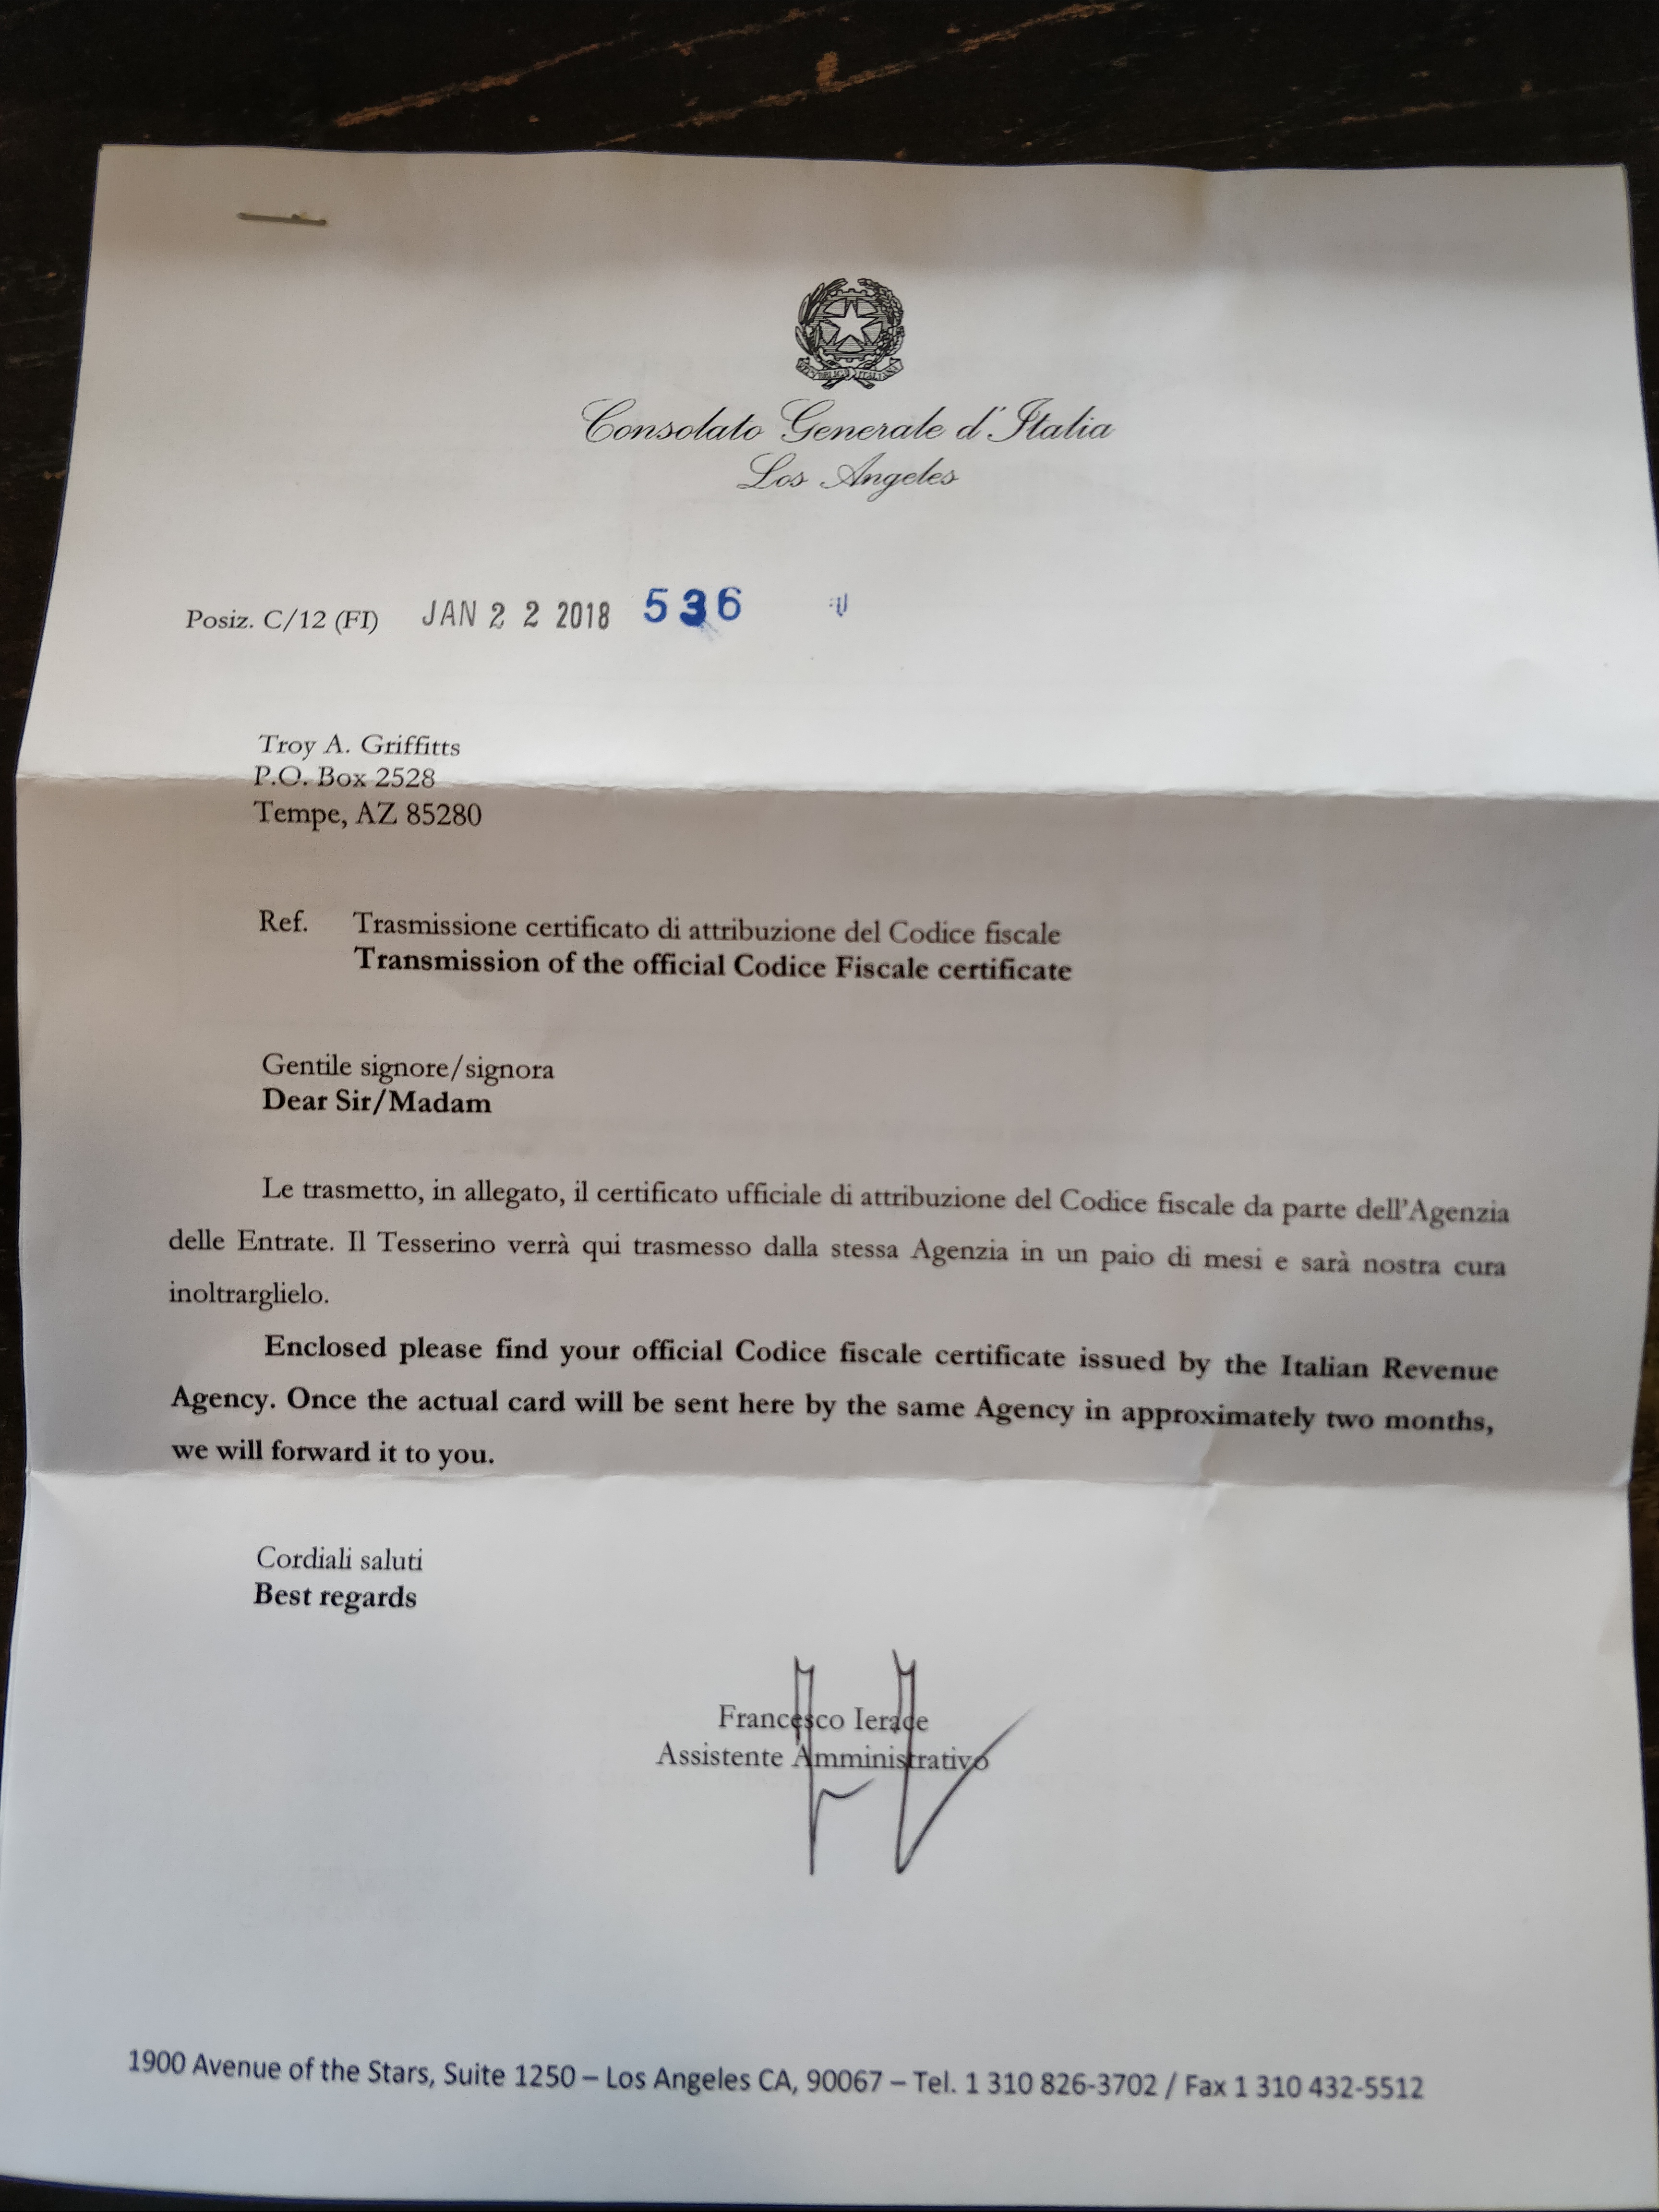 Consolato Generale d'Italia
Los Angeles
Posiz. C/12 (FI) JAN 2 2 2018 536
Troy A. Griffitts
P.O. Box 2528
Tempe, AZ 85280
Ref. Trasmissione certificato di attribuzione del Codice fiscale
Transmission of the official Codice Fiscale certificate
Gentile signore/signora
Dear Sir/Madam
Le trasmetto, in allegato, il certificato ufficiale di attribuzione del Codice fiscale da parte dell'Agenzia
delle Entrate. Il Tesserino verrà qui trasmesso dalla stessa Agenzia in un paio di mesi e sarà nostra cura
inoltrarglielo.
Enclosed please find your official Codice fiscale certificate issued by the Italian Revenue
Agency. Once the actual card will be sent here by the same Agency in approximately two months,
we will forward it to you.
Cordiali saluti
Best regards
Francesco Ierace
Assistente Amministrativo
1900 Avenue of the Stars, Suite 1250 – Los Angeles CA, 90067 – Tel. 1 310 826-3702 / Fax 1 310 432-5512